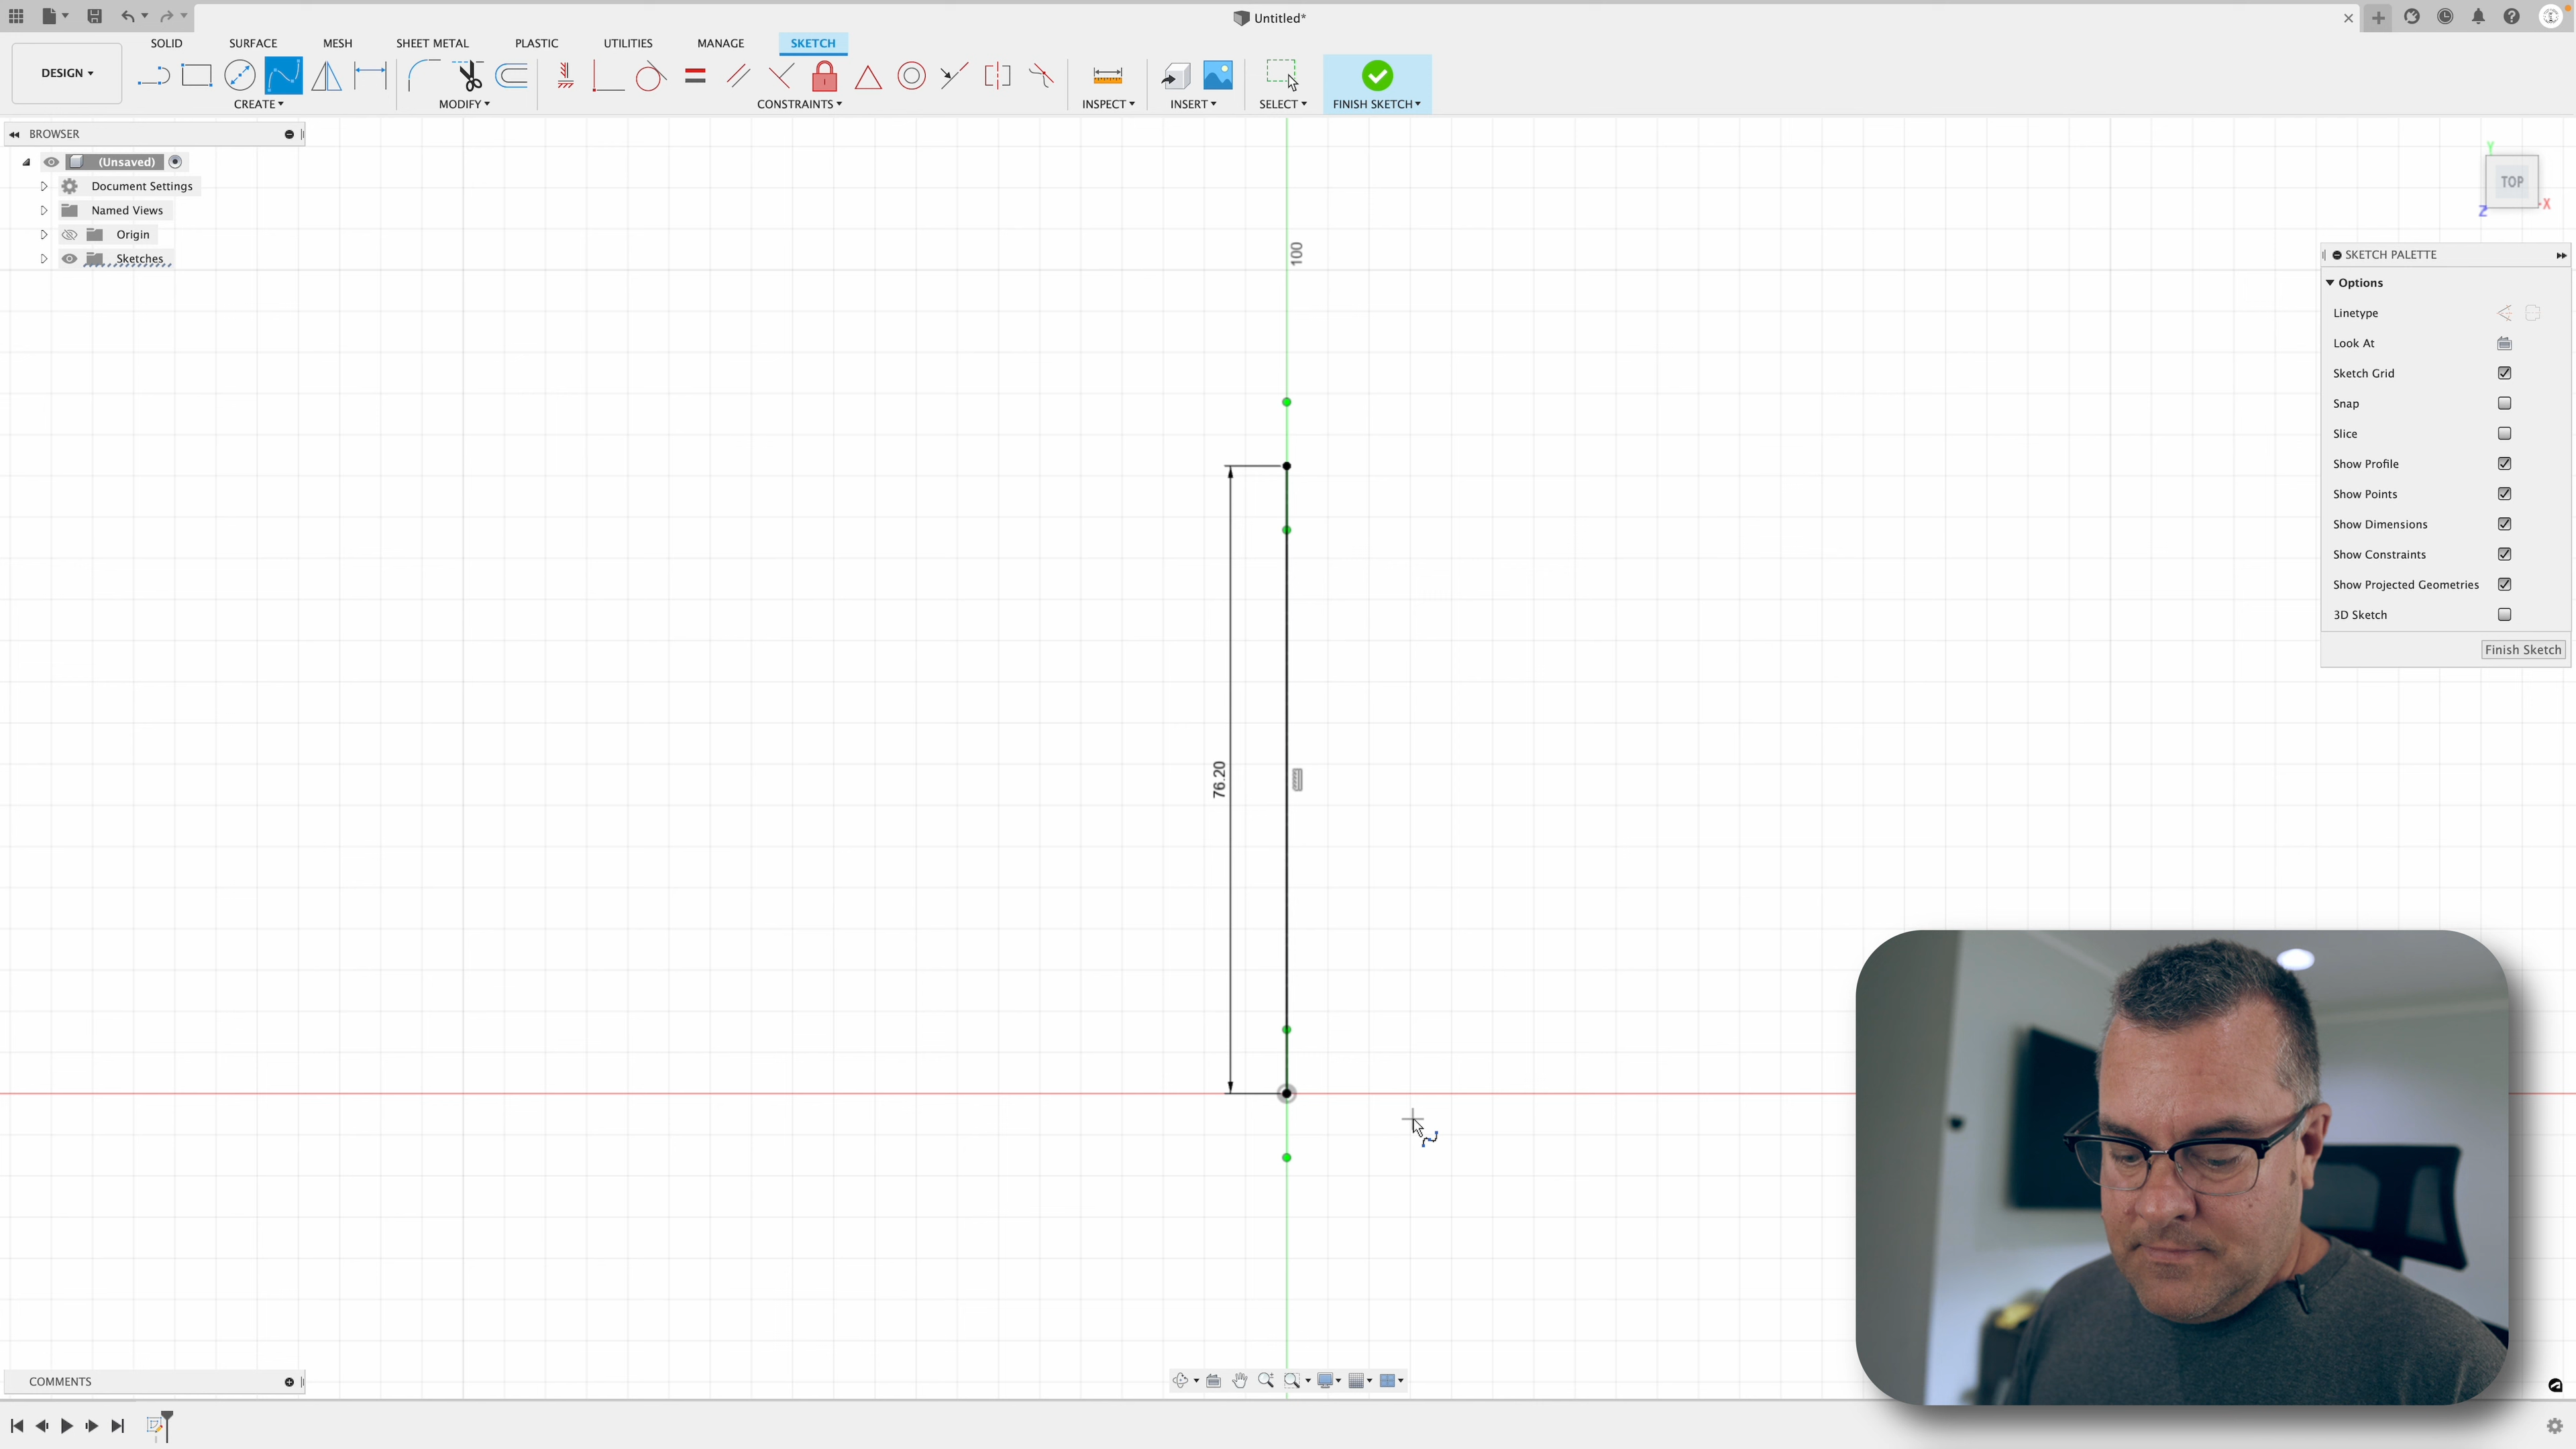 Untitled*
SOLID
SURFACE
MESH
SHEET METAL
PLASTIC
UTILITIES
MANAGE
SKETCH
DESIGN
CREATE
MODIFY
CONSTRAINTS
INSPECT
INSERT
SELECT
FINISH SKETCH
BROWSER
(Unsaved)
Document Settings
Named Views
Origin
Sketches
Y
TOP
X
Z
100
76.20
SKETCH PALETTE
Options
Linetype
Look At
Sketch Grid
Snap
Slice
Show Profile
Show Points
Show Dimensions
Show Constraints
Show Projected Geometries
3D Sketch
Finish Sketch
COMMENTS